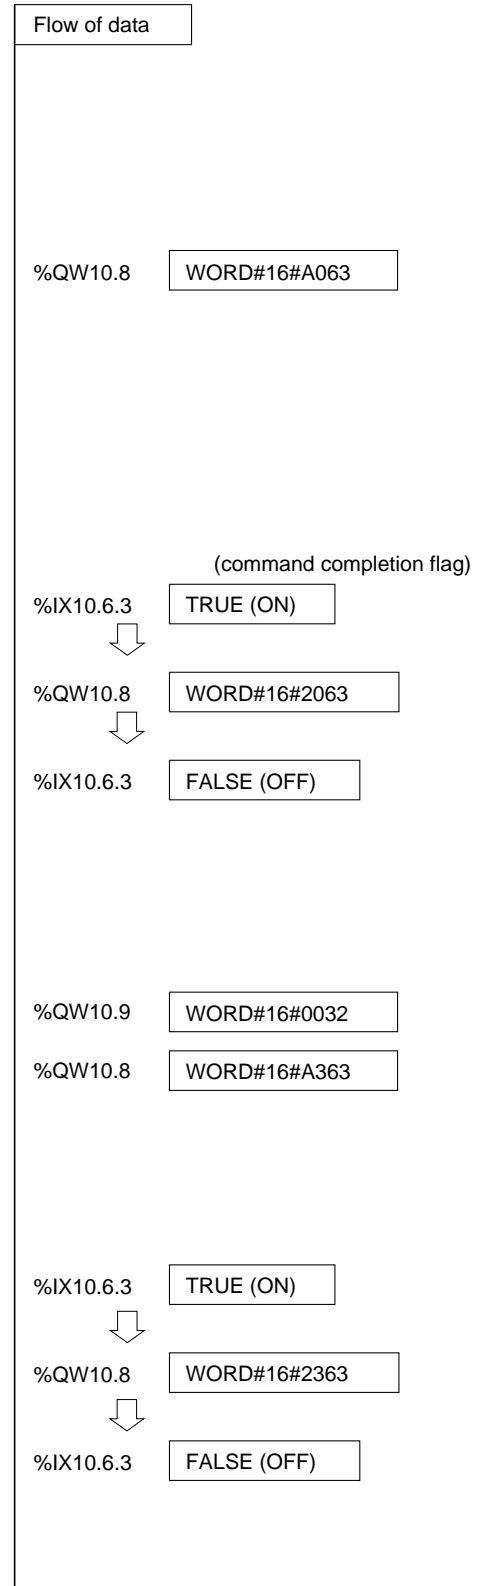 Flow of data
%QW10.8 WORD#16#A063
(command completion flag)
%IX10.6.3 TRUE (ON)
%QW10.8 WORD#16#2063
%IX10.6.3 FALSE (OFF)
%QW10.9 WORD#16#0032
%QW10.8 WORD#16#A363
%IX10.6.3 TRUE (ON)
%QW10.8 WORD#16#2363
%IX10.6.3 FALSE (OFF)